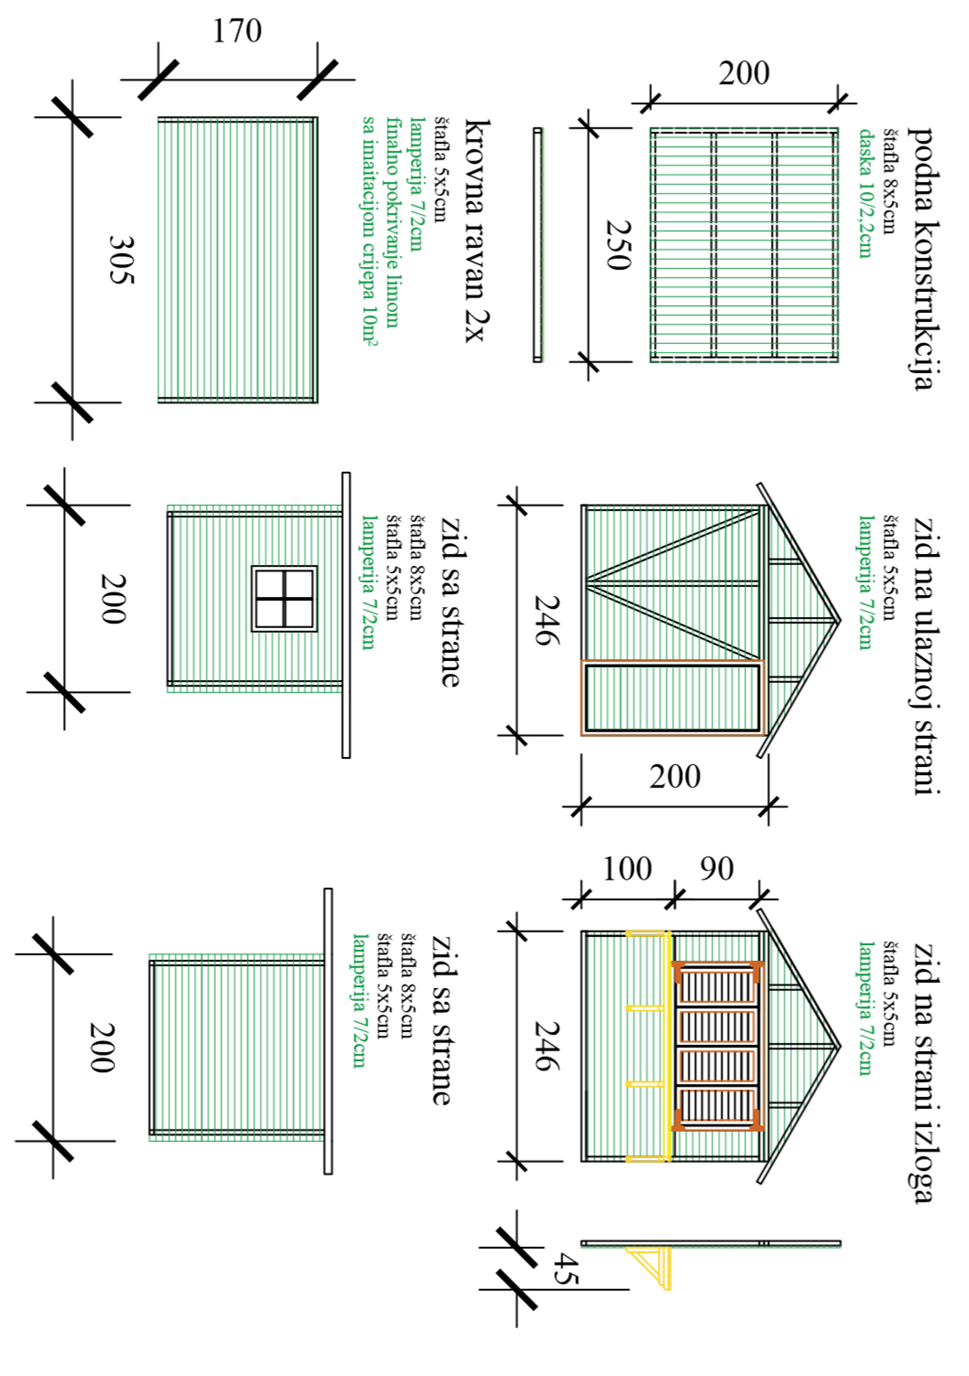 podna konstrukcija
štafla 8x5cm
daska 10/2,2cm
200
250
zid na ulaznoj strani
štafla 5x5cm
lamperija 7/2cm
246
200
zid na strani izloga
štafla 5x5cm
lamperija 7/2cm
100
90
246
45
krovna ravan 2x
štafla 5x5cm
lamperija 7/2cm
finalno pokrivanje limom
sa imaitacijom crijepa 10m²
170
305
zid sa strane
štafla 8x5cm
štafla 5x5cm
lamperija 7/2cm
200
zid sa strane
štafla 8x5cm
štafla 5x5cm
lamperija 7/2cm
200